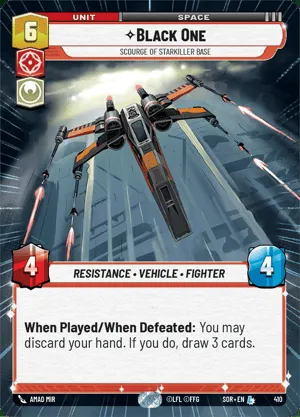 UNIT
SPACE
6
✧BLACK ONE
SCOURGE OF STARKILLER BASE
4
4
RESISTANCE • VEHICLE • FIGHTER
When Played/When Defeated: You may
discard your hand. If you do, draw 3 cards.
AMAD MIR
©LFL ©FFG
SOR • EN
410